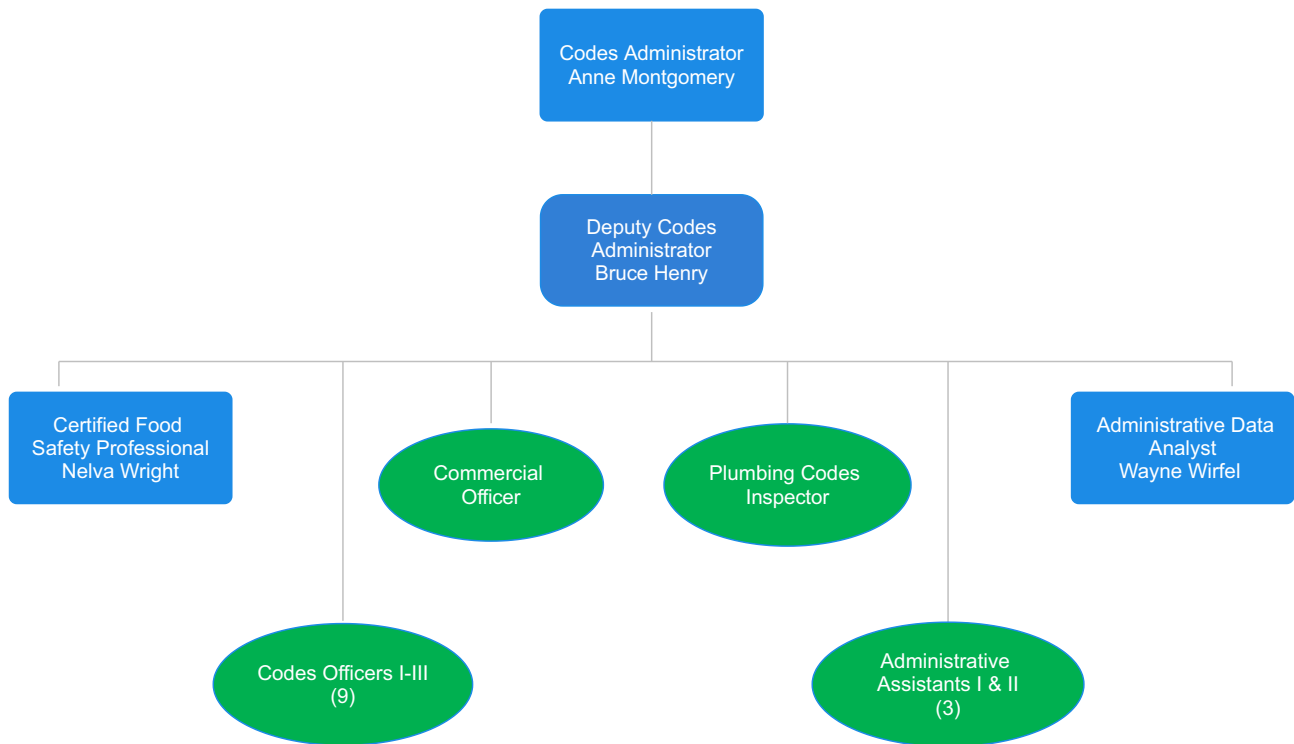 Codes Administrator
Anne Montgomery
Deputy Codes
Administrator
Bruce Henry
Certified Food
Safety Professional
Nelva Wright
Commercial
Officer
Plumbing Codes
Inspector
Administrative Data
Analyst
Wayne Wirfel
Codes Officers I-III
(9)
Administrative
Assistants I & II
(3)